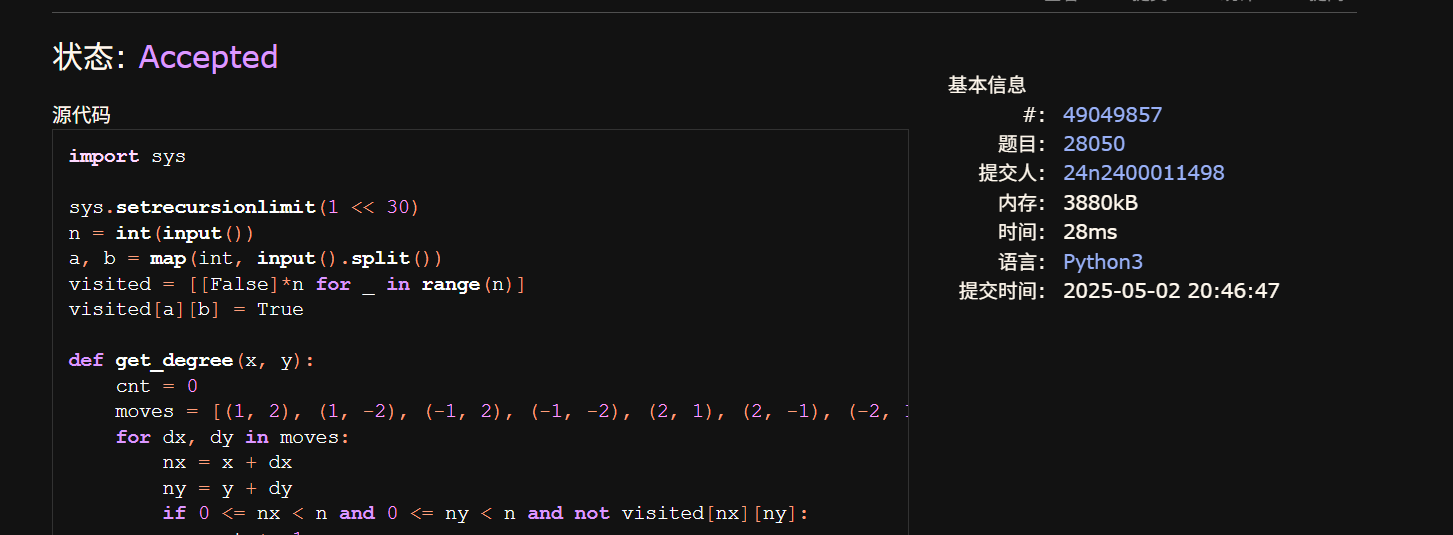 状态: Accepted
源代码
import sys
sys.setrecursionlimit(1 << 30)
n = int(input())
a, b = map(int, input().split())
visited = [[False]*n for _ in range(n)]
visited[a][b] = True
def get_degree(x, y):
cnt = 0
moves = [(1, 2), (1, -2), (-1, 2), (-1, -2), (2, 1), (2, -1), (-2,
for dx, dy in moves:
nx = x + dx
ny = y + dy
if 0 <= nx < n and 0 <= ny < n and not visited[nx][ny]:
基本信息
#: 49049857
题目: 28050
提交人: 24n2400011498
内存: 3880kB
时间: 28ms
语言: Python3
提交时间: 2025-05-02 20:46:47